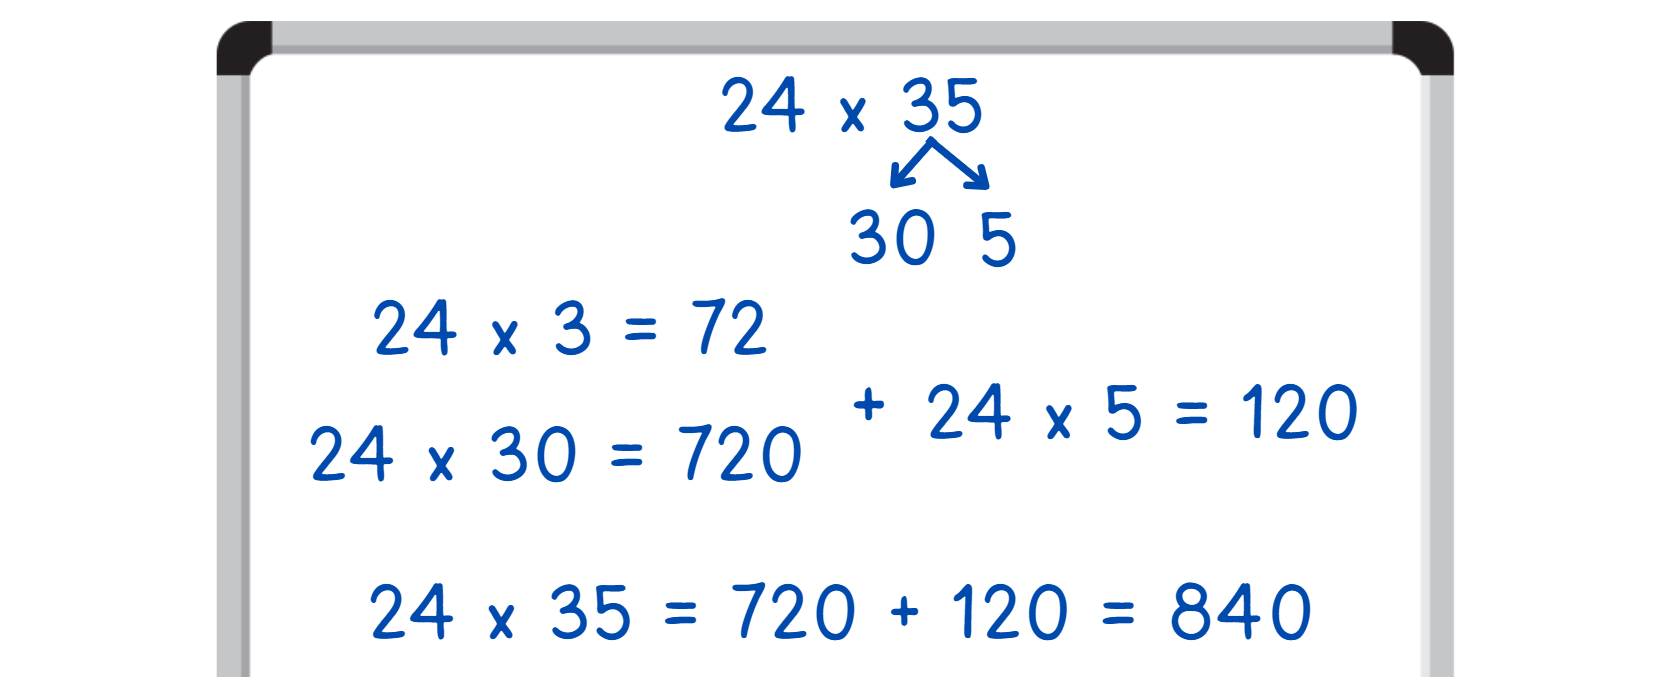 24 x 35
30 5
24 x 3 = 72
24 x 30 = 720
+ 24 x 5 = 120
24 x 35 = 720 + 120 = 840